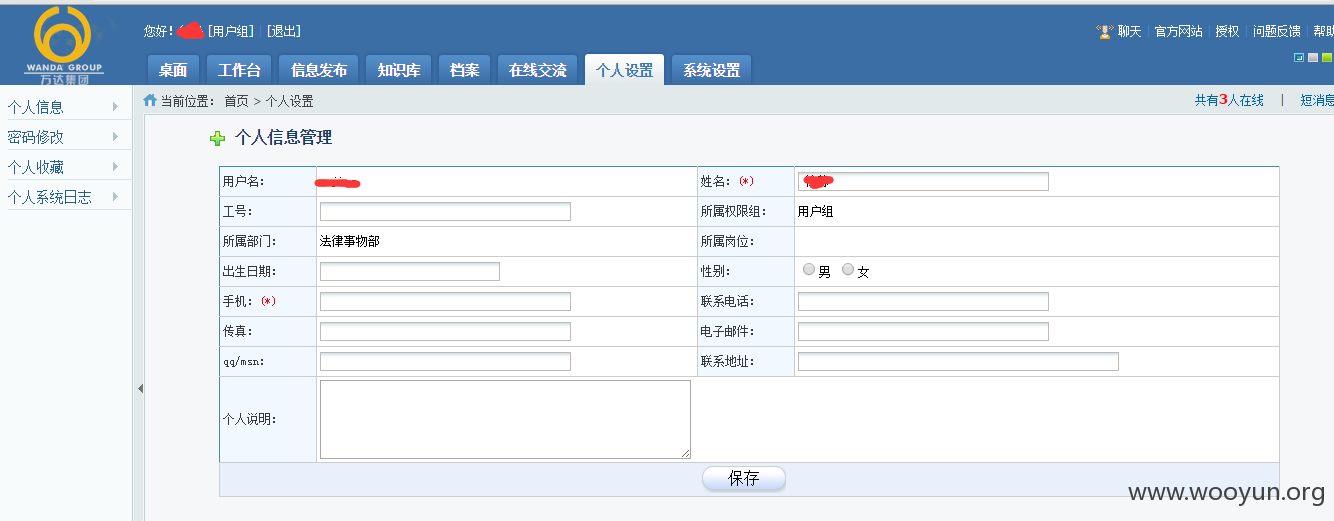 WANDA GROUP
万达集团
您好! [用户组] [退出]
聊天 官方网站 授权 问题反馈 帮助
桌面 工作台 信息发布 知识库 档案 在线交流 个人设置 系统设置
当前位置： 首页 > 个人设置
共有3人在线 | 短消息
个人信息
密码修改
个人收藏
个人系统日志
个人信息管理
用户名: 姓名: (*)
工号: 所属权限组: 用户组
所属部门: 法律事物部 所属岗位:
出生日期: 性别: 男 女
手机: (*) 联系电话:
传真: 电子邮件:
qq/msn: 联系地址:
个人说明:
保存
www.wooyun.org